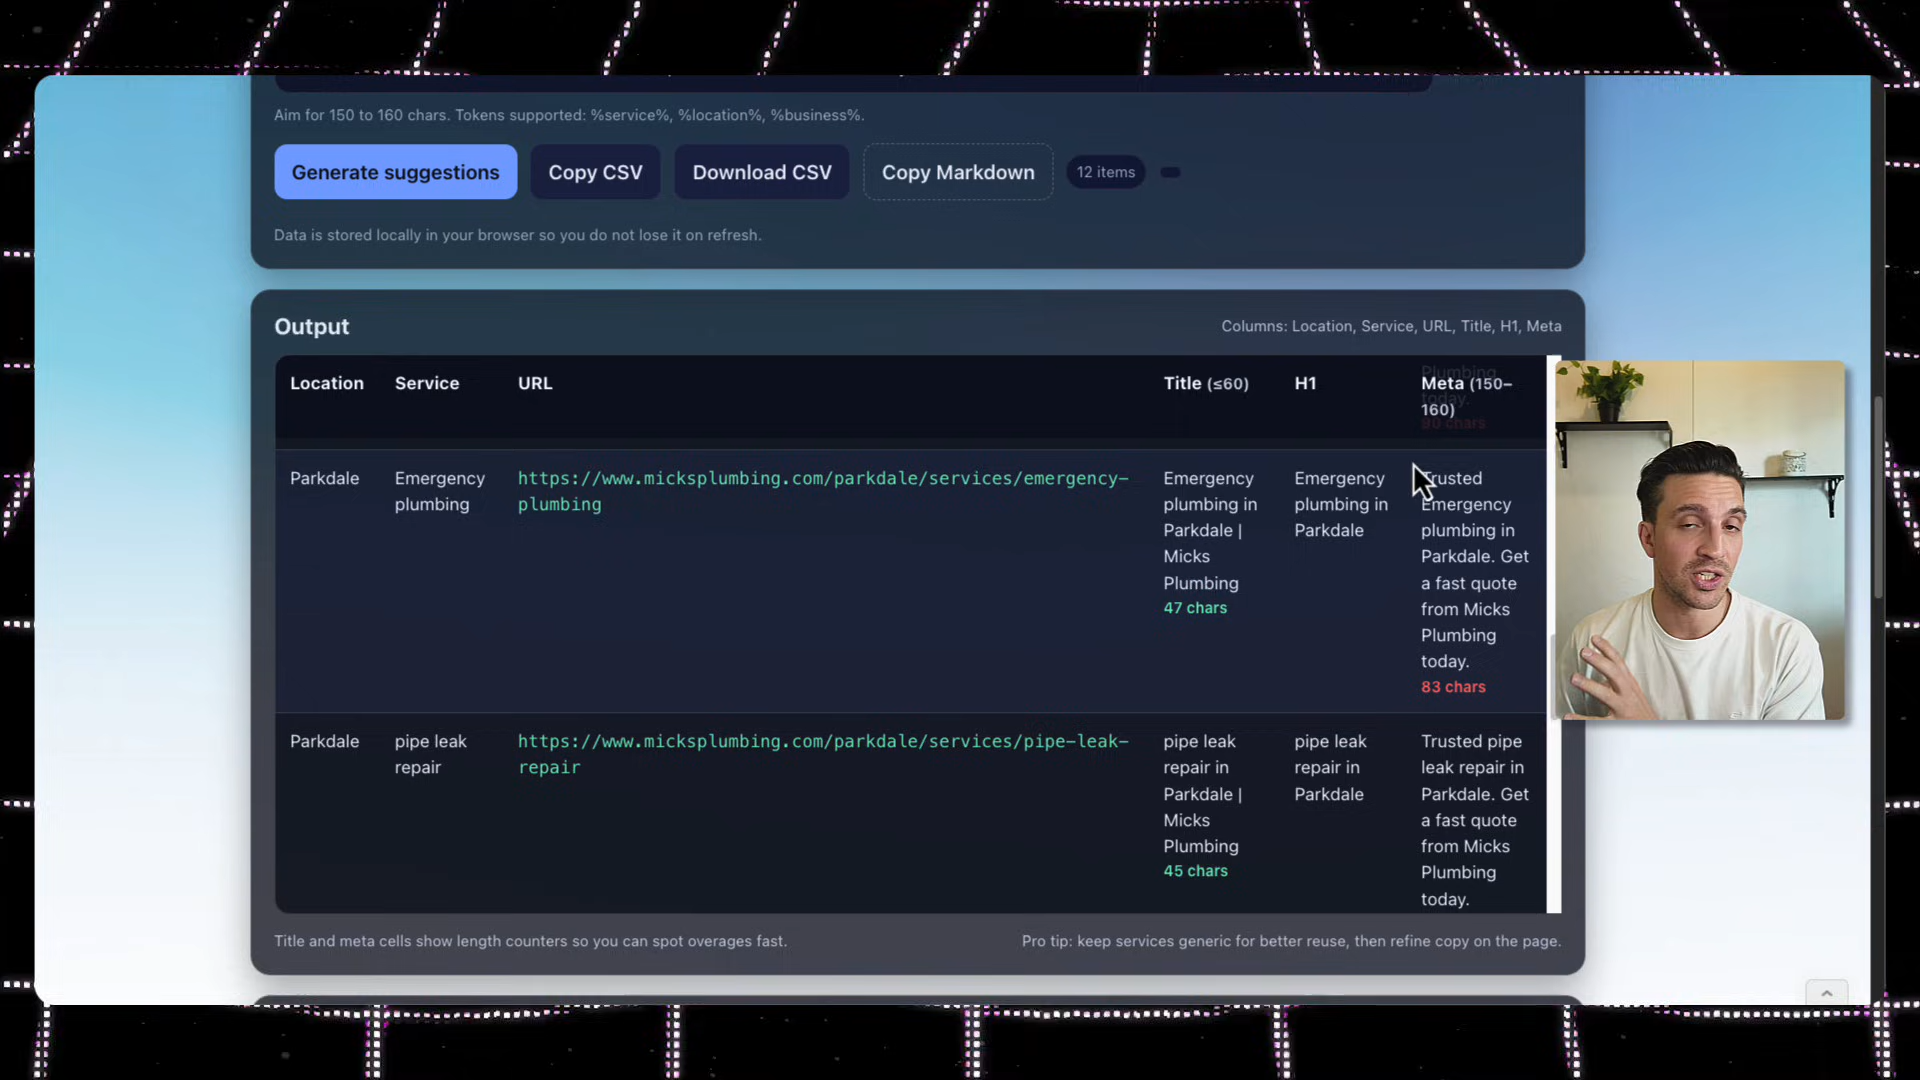 Aim for 150 to 160 chars. Tokens supported: %service%, %location%, %business%.
Generate suggestions
Copy CSV
Download CSV
Copy Markdown
12 items
Data is stored locally in your browser so you do not lose it on refresh.
Output
Columns: Location, Service, URL, Title, H1, Meta
Plumbing
today.
90 chars
Location
Service
URL
Title (≤60)
H1
Meta (150–
160)
Parkdale
Emergency
plumbing
https://www.micksplumbing.com/parkdale/services/emergency-
plumbing
Emergency
plumbing in
Parkdale |
Micks
Plumbing
47 chars
Emergency
plumbing in
Parkdale
Trusted
Emergency
plumbing in
Parkdale. Get
a fast quote
from Micks
Plumbing
today.
83 chars
Parkdale
pipe leak
repair
https://www.micksplumbing.com/parkdale/services/pipe-leak-
repair
pipe leak
repair in
Parkdale |
Micks
Plumbing
45 chars
pipe leak
repair in
Parkdale
Trusted pipe
leak repair in
Parkdale. Get
a fast quote
from Micks
Plumbing
today.
Title and meta cells show length counters so you can spot overages fast.
Pro tip: keep services generic for better reuse, then refine copy on the page.